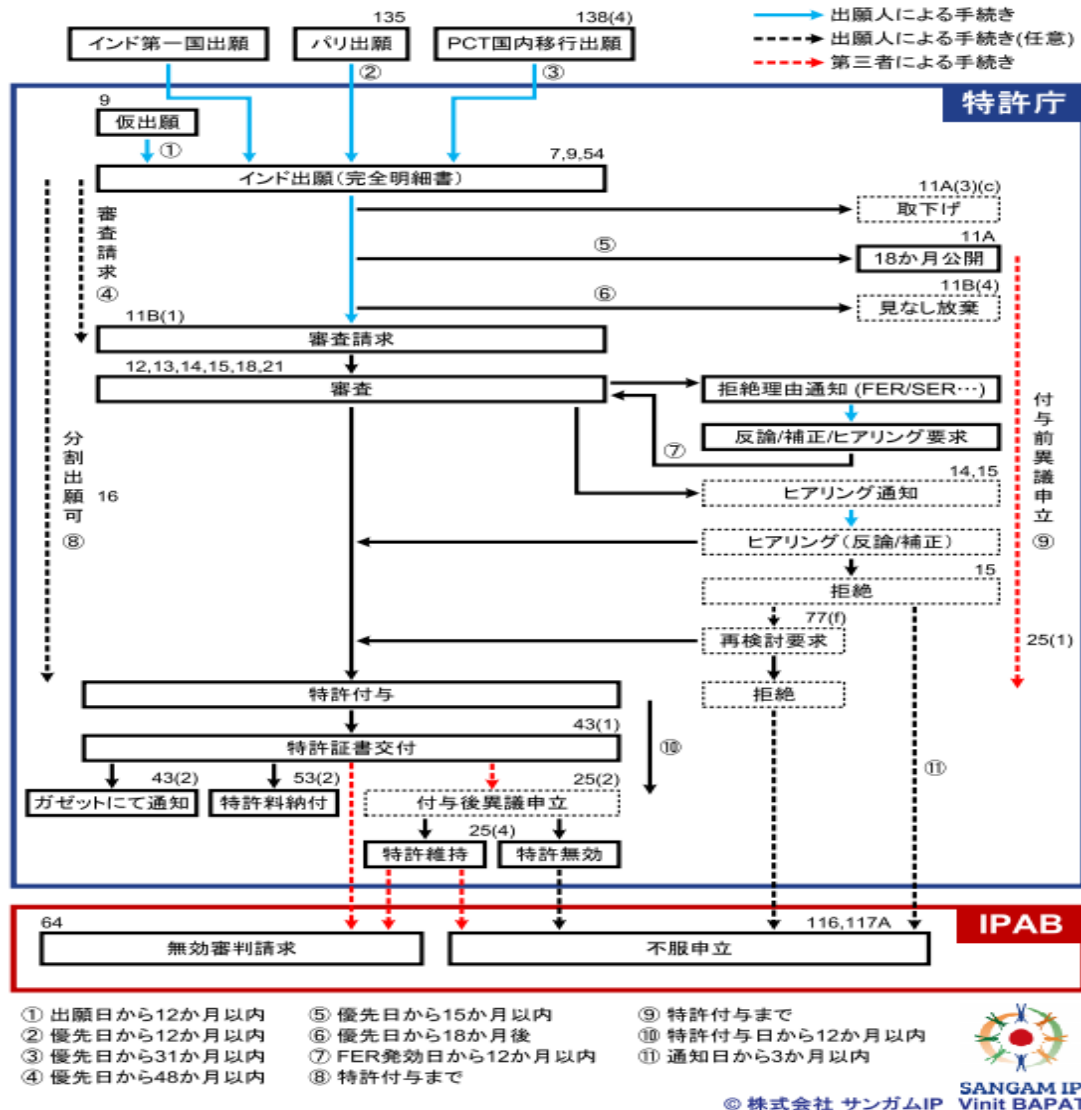 135
138(4)
インド第一国出願
パリ出願
PCT国内移行出願
②
③
出願人による手続き
出願人による手続き(任意)
第三者による手続き
特許庁
9
仮出願
①
7,9,54
インド出願(完全明細書)
11A(3)(c)
取下げ
審査請求
④
⑤
11A
18か月公開
⑥
11B(4)
見なし放棄
11B(1)
審査請求
12,13,14,15,18,21
審査
拒絶理由通知 (FER/SER…)
反論/補正/ヒアリング要求
⑦
14,15
ヒアリング通知
ヒアリング(反論/補正)
15
拒絶
77(f)
再検討要求
拒絶
分割出願可
⑧
16
付与前異議申立
⑨
25(1)
特許付与
43(1)
特許証書交付
⑩
⑪
43(2)
ガゼットにて通知
53(2)
特許料納付
25(2)
付与後異議申立
25(4)
特許維持
特許無効
IPAB
64
無効審判請求
116,117A
不服申立
① 出願日から12か月以内
② 優先日から12か月以内
③ 優先日から31か月以内
④ 優先日から48か月以内
⑤ 優先日から15か月以内
⑥ 優先日から18か月後
⑦ FER発効日から12か月以内
⑧ 特許付与まで
⑨ 特許付与まで
⑩ 特許付与日から12か月以内
⑪ 通知日から3か月以内
SANGAM IP
© 株式会社 サンガムIP Vinit BAPAT